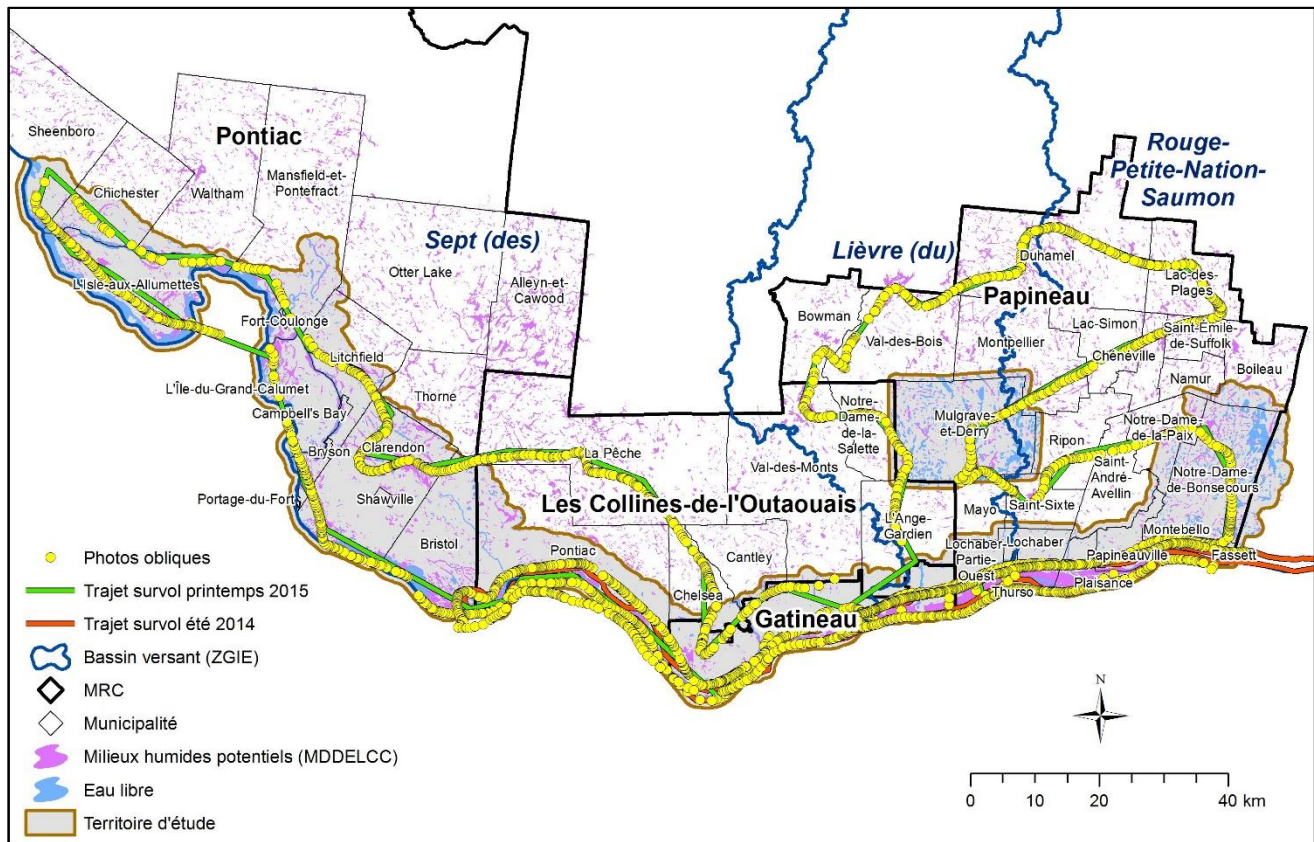 Sheenboro
Pontiac
Chichester
Waltham
Mansfield-et-
Pontefract
Rouge-
Petite-Nation-
Saumon
Sept (des)
Lièvre (du)
Otter Lake
Alleyn-et-
Cawood
L'Isle-aux-Allumettes
Duhamel
Lac-des-
Plages
Papineau
Bowman
Val-des-Bois
Montpellier
Lac-Simon
Saint-Émile-
de-Suffolk
Fort-Coulonge
Litchfield
Chénéville
Boileau
Namur
L'Île-du-Grand-Calumet
Thorne
Campbell's Bay
Notre-
Dame-
de-la-
Salette
Mulgrave-
et-Derry
Notre-Dame-
de-la-Paix
Bryson
Clarendon
La Pêche
Val-des-Monts
Ripon
Saint-
André-
Avellin
Notre-Dame-
de-Bonsecours
Portage-du-Fort
Shawville
Les Collines-de-l'Outaouais
Mayo
Saint-Sixte
L'Ange-
Gardien
Bristol
Pontiac
Cantley
Lochaber-
Partie-
Ouest
Lochaber
Montebello
Papineauville
Fassett
Chelsea
Plaisance
Thurso
Gatineau
Photos obliques
Trajet survol printemps 2015
Trajet survol été 2014
Bassin versant (ZGIE)
MRC
Municipalité
Milieux humides potentiels (MDDELCC)
Eau libre
Territoire d'étude
N
0 10 20 40 km